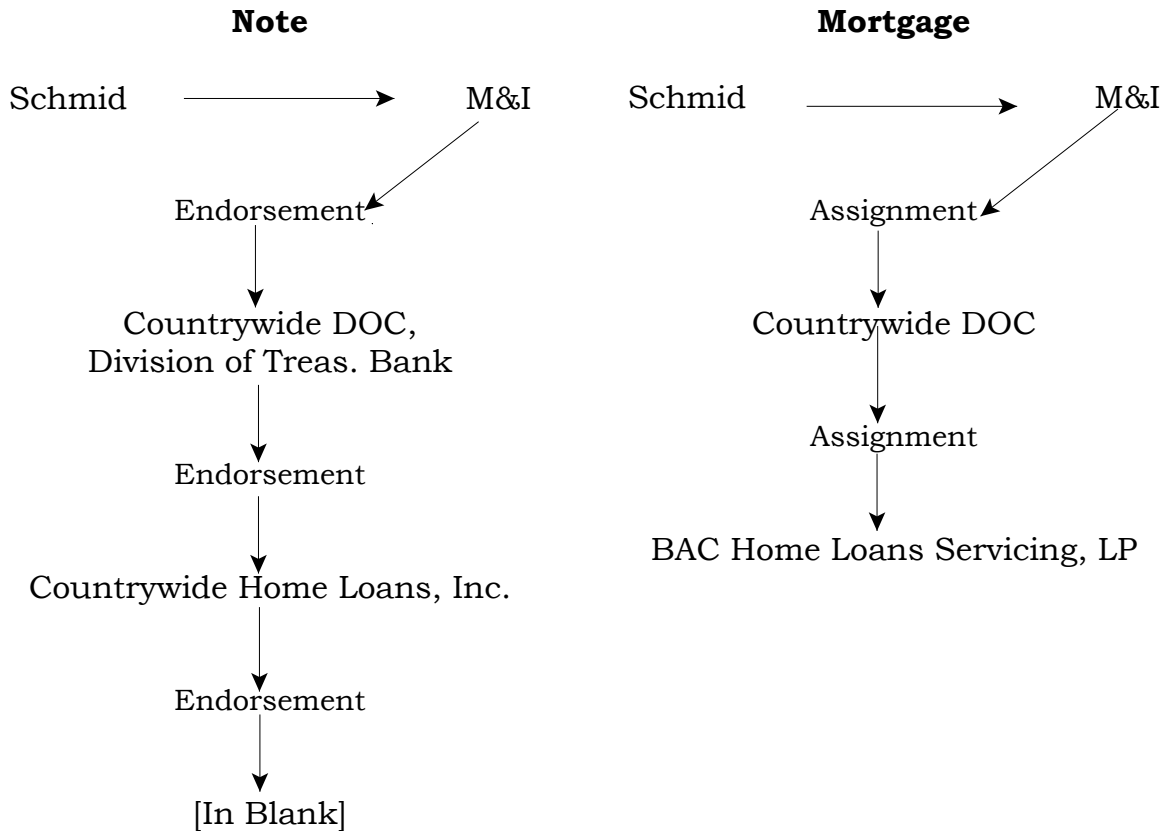 Note
Schmid
M&I
Endorsement
Countrywide DOC,
Division of Treas. Bank
Endorsement
Countrywide Home Loans, Inc.
Endorsement
[In Blank]
Mortgage
Schmid
M&I
Assignment
Countrywide DOC
Assignment
BAC Home Loans Servicing, LP